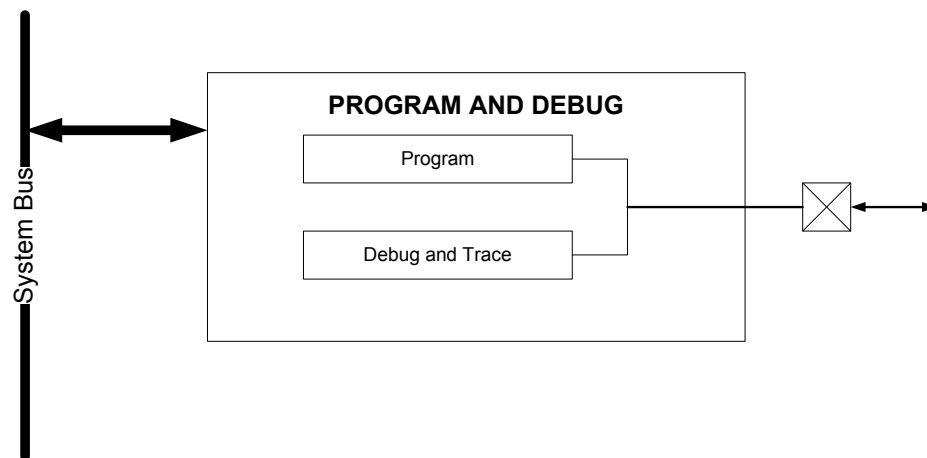 PROGRAM AND DEBUG
Program
Debug and Trace
System Bus